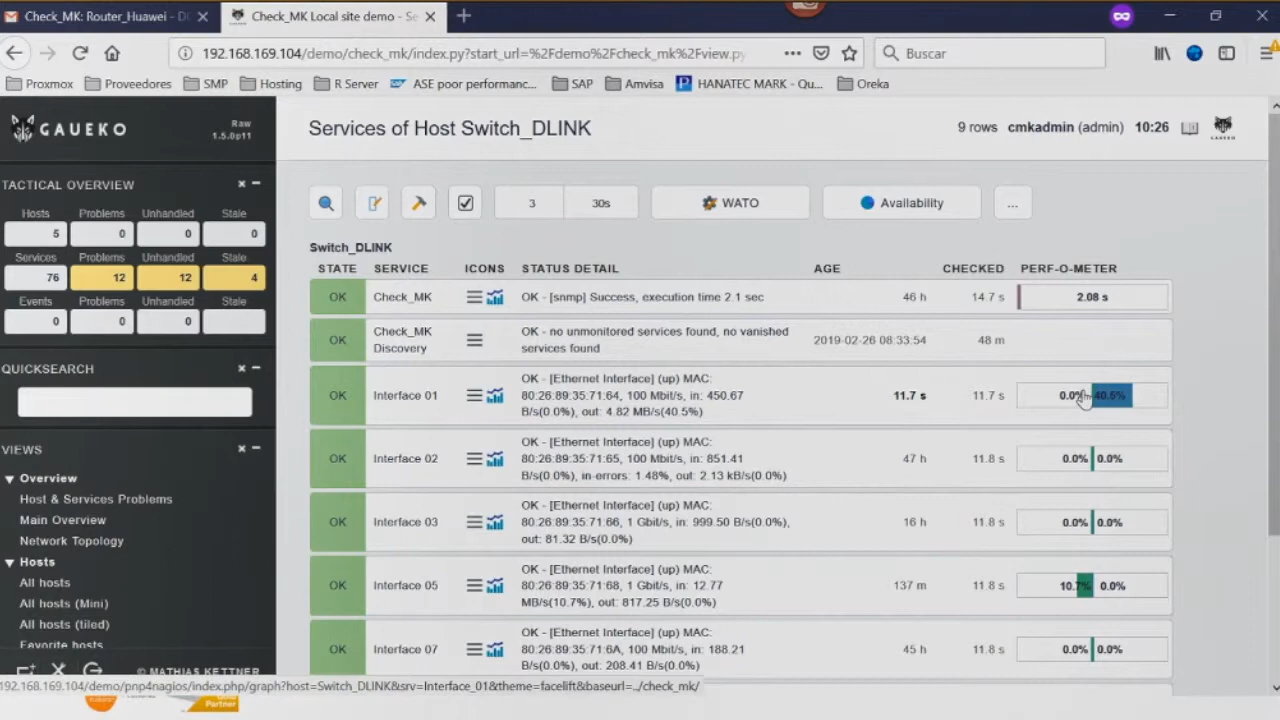 Check_MK: Router_Huawei - DC
Check_MK Local site demo - Se
192.168.169.104/demo/check_mk/index.py?start_url=%2Fdemo%2Fcheck_mk%2Fview.py
Buscar
Proxmox Proveedores SMP Hosting R Server ASE poor performanc... SAP Amvisa HANATEC MARK - Qu... Oreka
GAUEKO
Raw
1.5.0p11
Services of Host Switch_DLINK
9 rows cmkadmin (admin) 10:26
GAUEKO
TACTICAL OVERVIEW
Hosts Problems Unhandled Stale
5 0 0 0
Services Problems Unhandled Stale
76 12 12 4
Events Problems Unhandled Stale
0 0 0
QUICKSEARCH
VIEWS
Overview
Host & Services Problems
Main Overview
Network Topology
Hosts
All hosts
All hosts (Mini)
All hosts (tiled)
Favorite hosts
© MATHIAS KETTNER
3 30s WATO Availability ...
Switch_DLINK
STATE SERVICE ICONS STATUS DETAIL AGE CHECKED PERF-O-METER
OK Check_MK OK - [snmp] Success, execution time 2.1 sec 46 h 14.7 s 2.08 s
OK Check_MK Discovery OK - no unmonitored services found, no vanished
services found 2019-02-26 08:33:54 48 m
OK Interface 01 OK - [Ethernet Interface] (up) MAC:
80:26:89:35:71:64, 100 Mbit/s, in: 450.67
B/s(0.0%), out: 4.82 MB/s(40.5%) 11.7 s 11.7 s 0.0% 40.5%
OK Interface 02 OK - [Ethernet Interface] (up) MAC:
80:26:89:35:71:65, 100 Mbit/s, in: 851.41
B/s(0.0%), in-errors: 1.48%, out: 2.13 kB/s(0.0%) 47 h 11.8 s 0.0% 0.0%
OK Interface 03 OK - [Ethernet Interface] (up) MAC:
80:26:89:35:71:66, 1 Gbit/s, in: 999.50 B/s(0.0%),
out: 81.32 B/s(0.0%) 16 h 11.8 s 0.0% 0.0%
OK Interface 05 OK - [Ethernet Interface] (up) MAC:
80:26:89:35:71:68, 1 Gbit/s, in: 12.77
MB/s(10.7%), out: 817.25 B/s(0.0%) 137 m 11.8 s 10.7% 0.0%
OK Interface 07 OK - [Ethernet Interface] (up) MAC:
80:26:89:35:71:6A, 100 Mbit/s, in: 188.21
B/s(0.0%), out: 208.41 B/s(0.0%) 45 h 11.8 s 0.0% 0.0%
192.168.169.104/demo/pnp4nagios/index.php/graph?host=Switch_DLINK&srv=Interface_01&theme=facelift&baseurl=../check_mk/
Partner